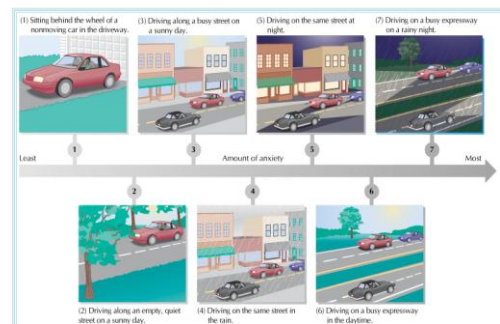 (1) Sitting behind the wheel of a
nonmoving car in the driveway.
(3) Driving along a busy street on
a sunny day.
(5) Driving on the same street at
night.
(7) Driving on a busy expressway
on a rainy night.
1
3
5
7
Least
Amount of anxiety
Most
2
4
6
(2) Driving along an empty, quiet
street on a sunny day.
(4) Driving on the same street in
the rain.
(6) Driving on a busy expressway
in the daytime.